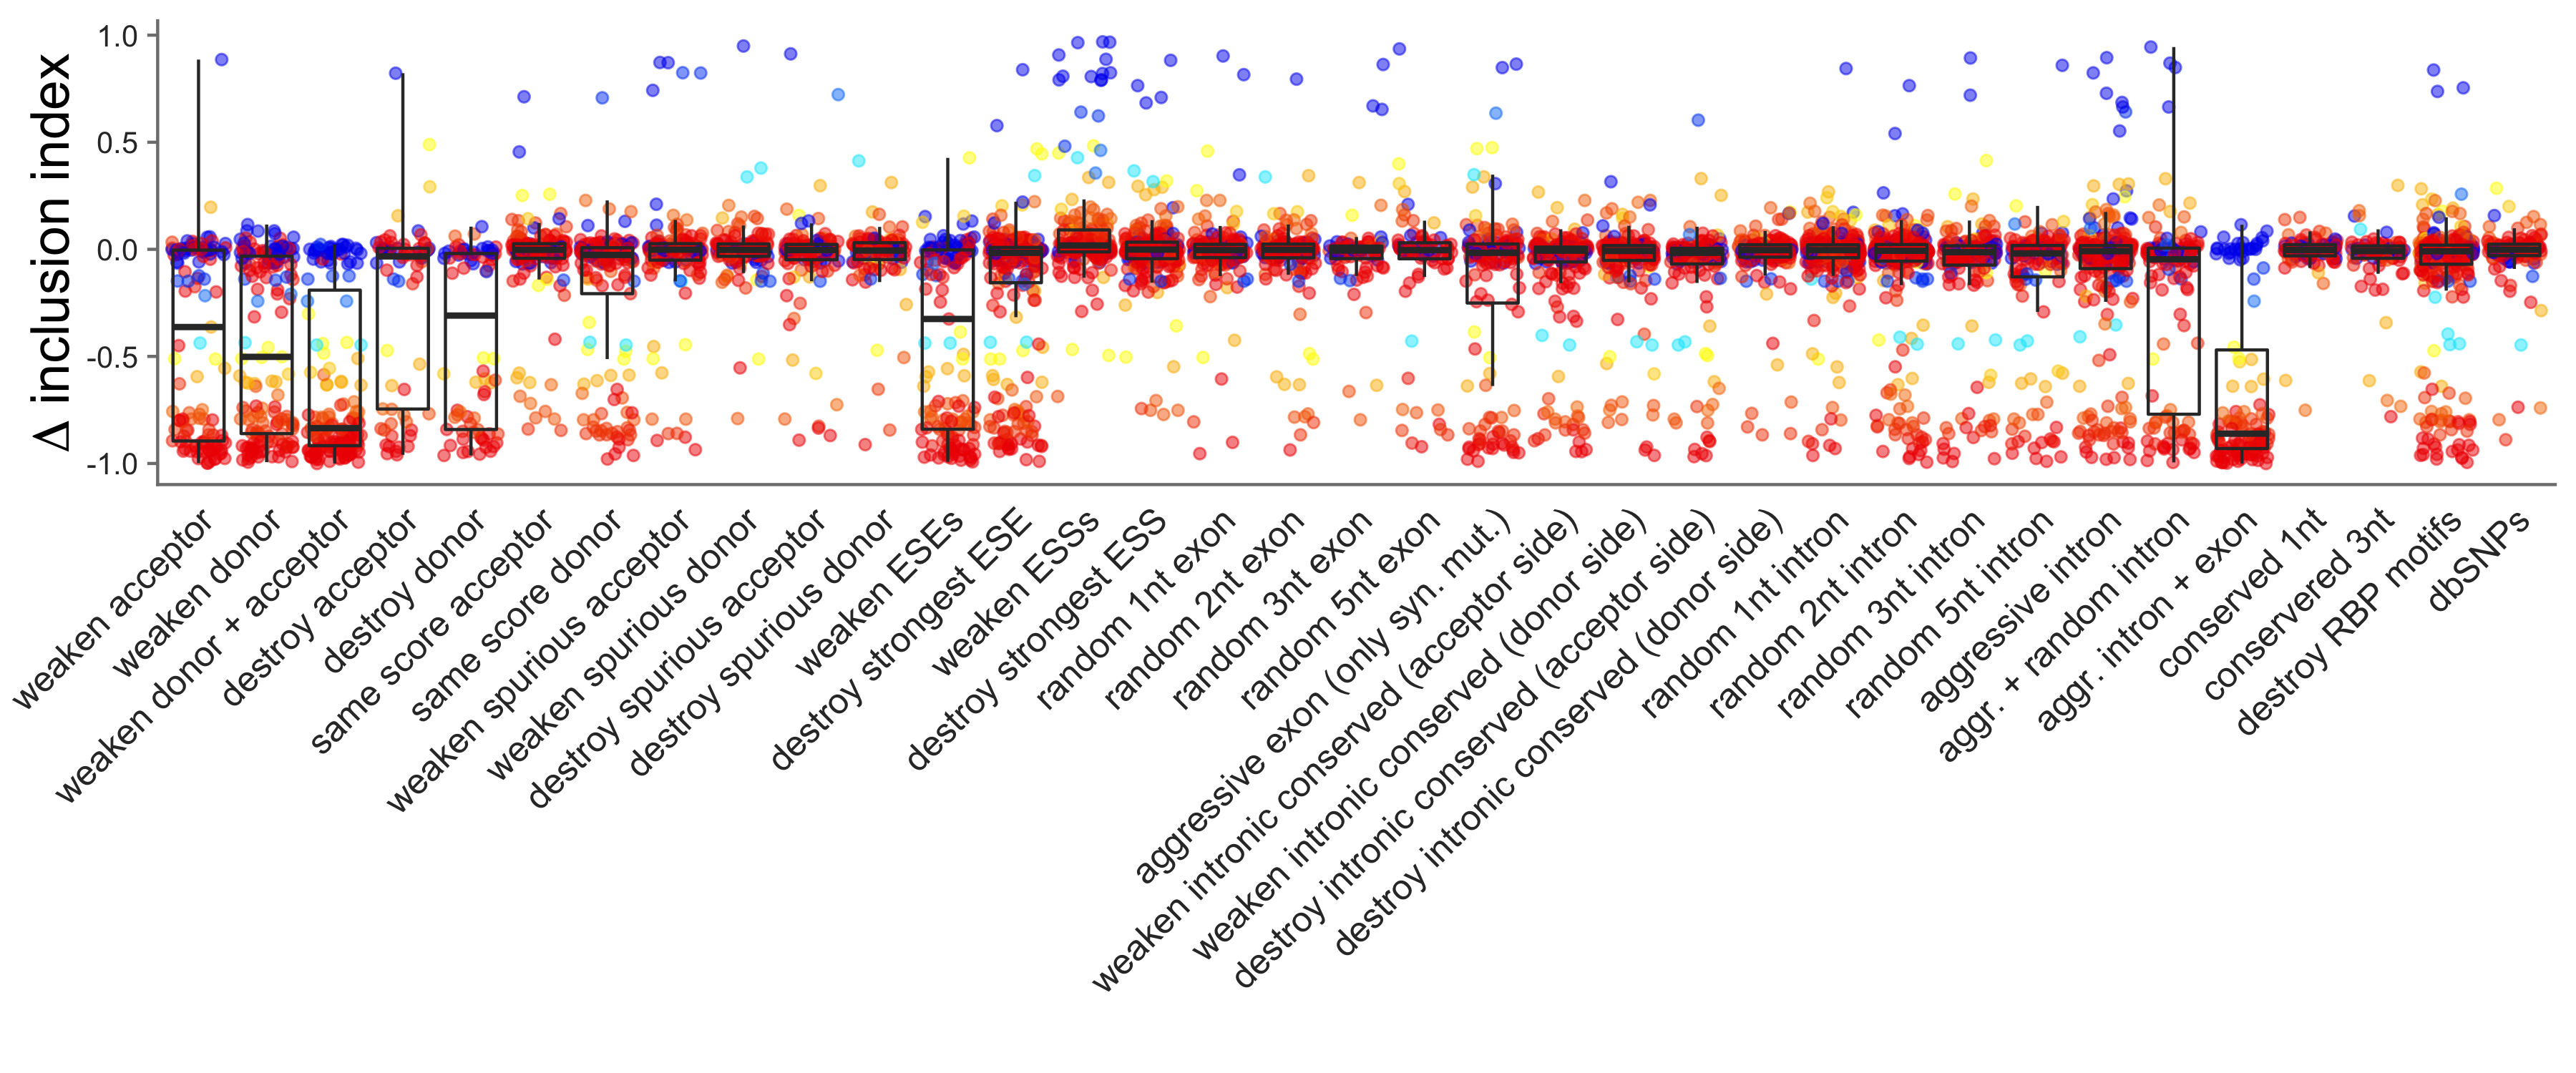 Δ inclusion index
1.0
0.5
0.0
-0.5
-1.0
weaken acceptor
weaken donor
weaken donor + acceptor
destroy acceptor
destroy donor
same score acceptor
same score donor
weaken spurious acceptor
weaken spurious donor
destroy spurious acceptor
destroy spurious donor
weaken ESEs
destroy strongest ESE
weaken ESSs
destroy strongest ESS
random 1nt exon
random 2nt exon
random 3nt exon
random 5nt exon
aggressive exon (only syn. mut.)
weaken intronic conserved (acceptor side)
weaken intronic conserved (donor side)
destroy intronic conserved (acceptor side)
destroy intronic conserved (donor side)
random 1nt intron
random 2nt intron
random 3nt intron
random 5nt intron
aggressive intron
aggr. + random intron
aggr. intron + exon
conserved 1nt
conserved 3nt
destroy RBP motifs
dbSNPs